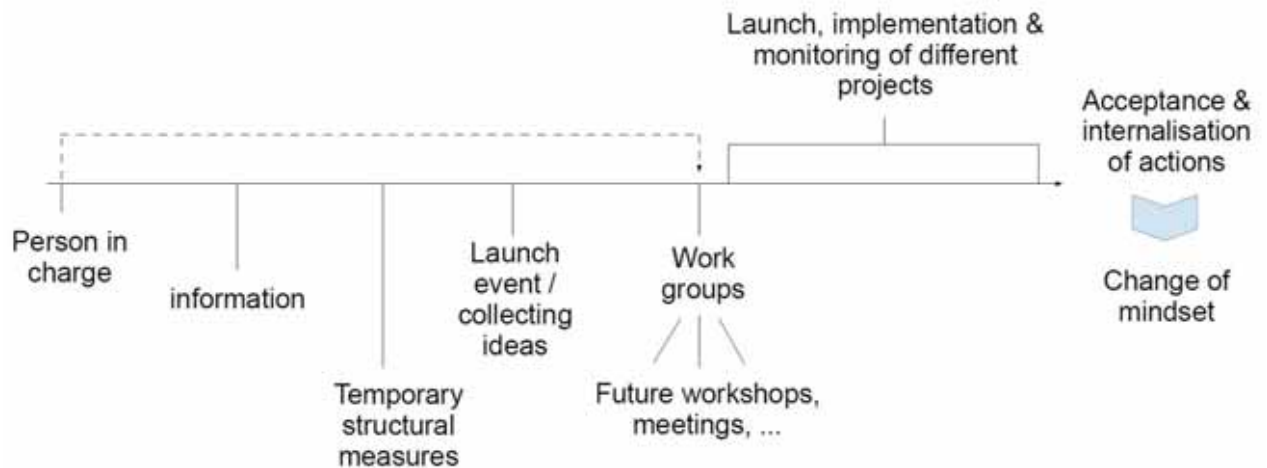 Launch, implementation &
monitoring of different
projects
Acceptance &
internalisation
of actions
Person in
charge
information
Temporary
structural
measures
Launch
event /
collecting
ideas
Work
groups
Future workshops,
meetings, ...
Change of
mindset